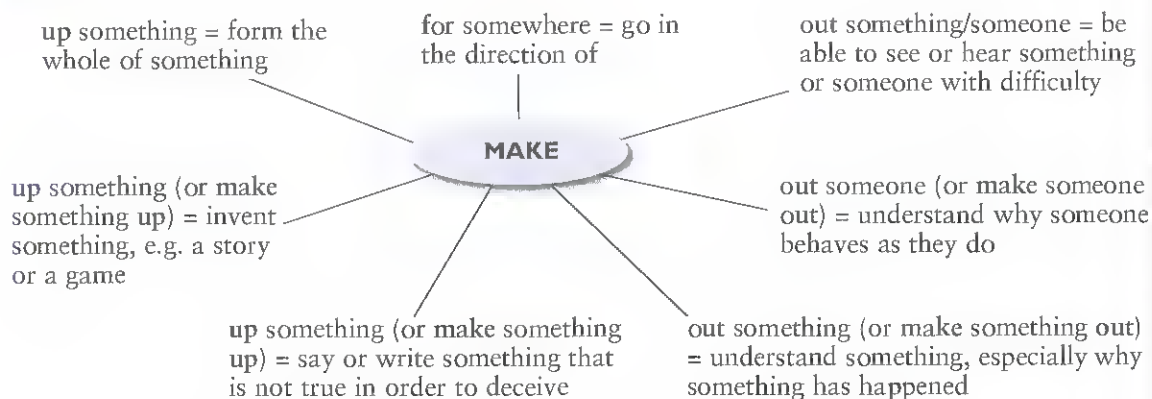 up something = form the
whole of something
for somewhere = go in
the direction of
out something/someone = be
able to see or hear something
or someone with difficulty
MAKE
up something (or make
something up) = invent
something, e.g. a story
or a game
out someone (or make someone
out) = understand why someone
behaves as they do
up something (or make something
up) = say or write something that
is not true in order to deceive
out something (or make something out)
= understand something, especially why
something has happened